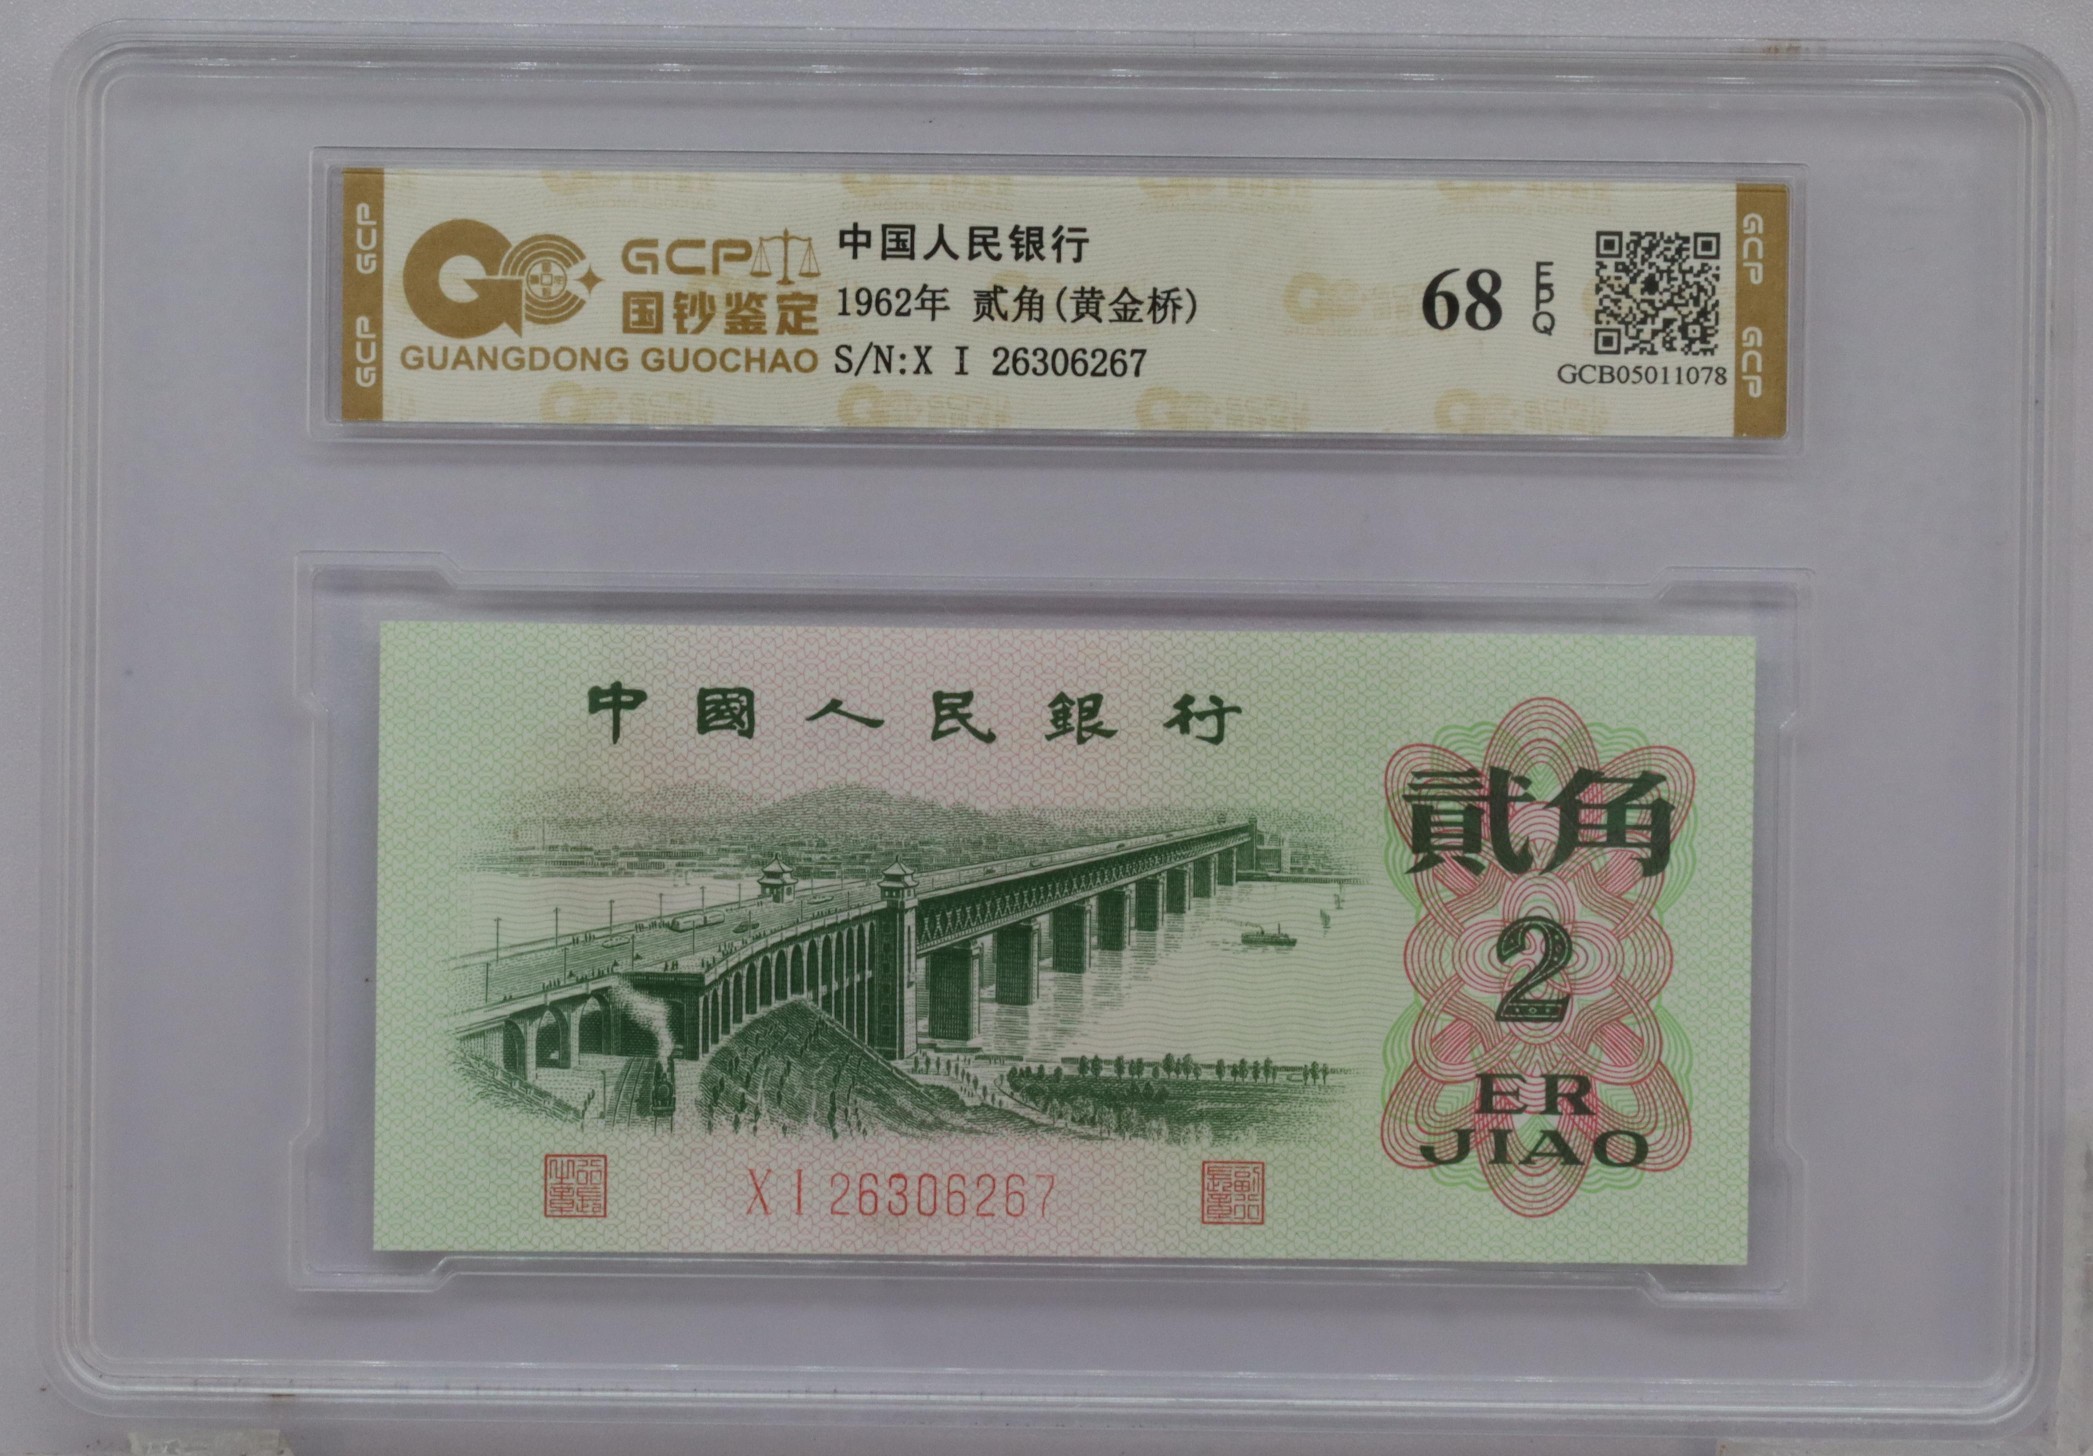 GCP
GCP
GCP
国钞鉴定
GUANGDONG GUOCHAO
中国人民银行
1962年 贰角(黄金桥)
S/N:X I 26306267
68 EPQ
GCB05011078
GCP
GCP
中國人民銀行
貳角
2
ER
JIAO
X I 26306267